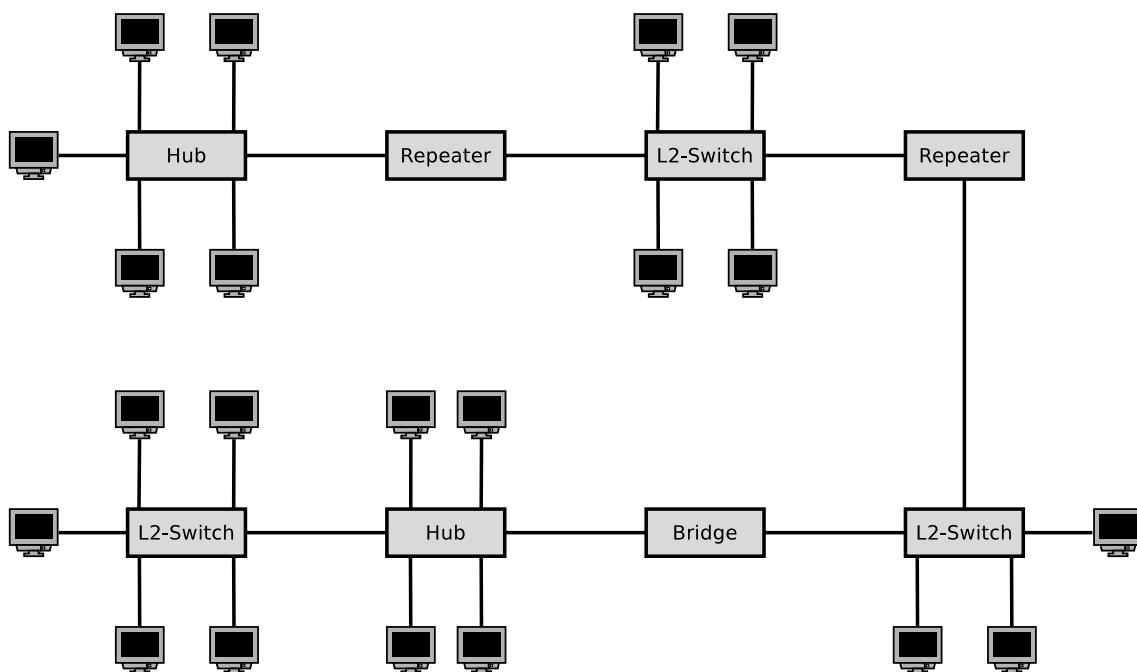 Hub
Repeater
L2-Switch
Repeater
L2-Switch
Hub
Bridge
L2-Switch